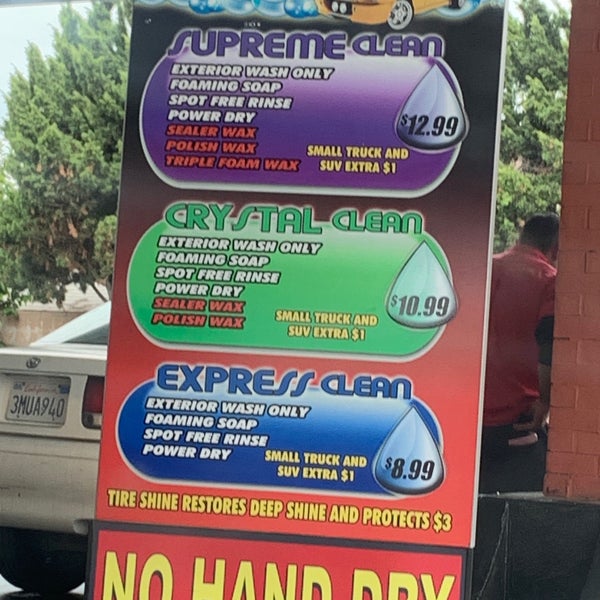 SUPREME CLEAN
EXTERIOR WASH ONLY
FOAMING SOAP
SPOT FREE RINSE
POWER DRY
SEALER WAX
POLISH WAX
TRIPLE FOAM WAX
SMALL TRUCK AND
SUV EXTRA $1
$12.99
CRYSTAL CLEAN
EXTERIOR WASH ONLY
FOAMING SOAP
SPOT FREE RINSE
POWER DRY
SEALER WAX
POLISH WAX
SMALL TRUCK AND
SUV EXTRA $1
$10.99
EXPRESS CLEAN
EXTERIOR WASH ONLY
FOAMING SOAP
SPOT FREE RINSE
POWER DRY
SMALL TRUCK AND
SUV EXTRA $1
$8.99
TIRE SHINE RESTORES DEEP SHINE AND PROTECTS $3
NO HAND DRY
California
3MUA940